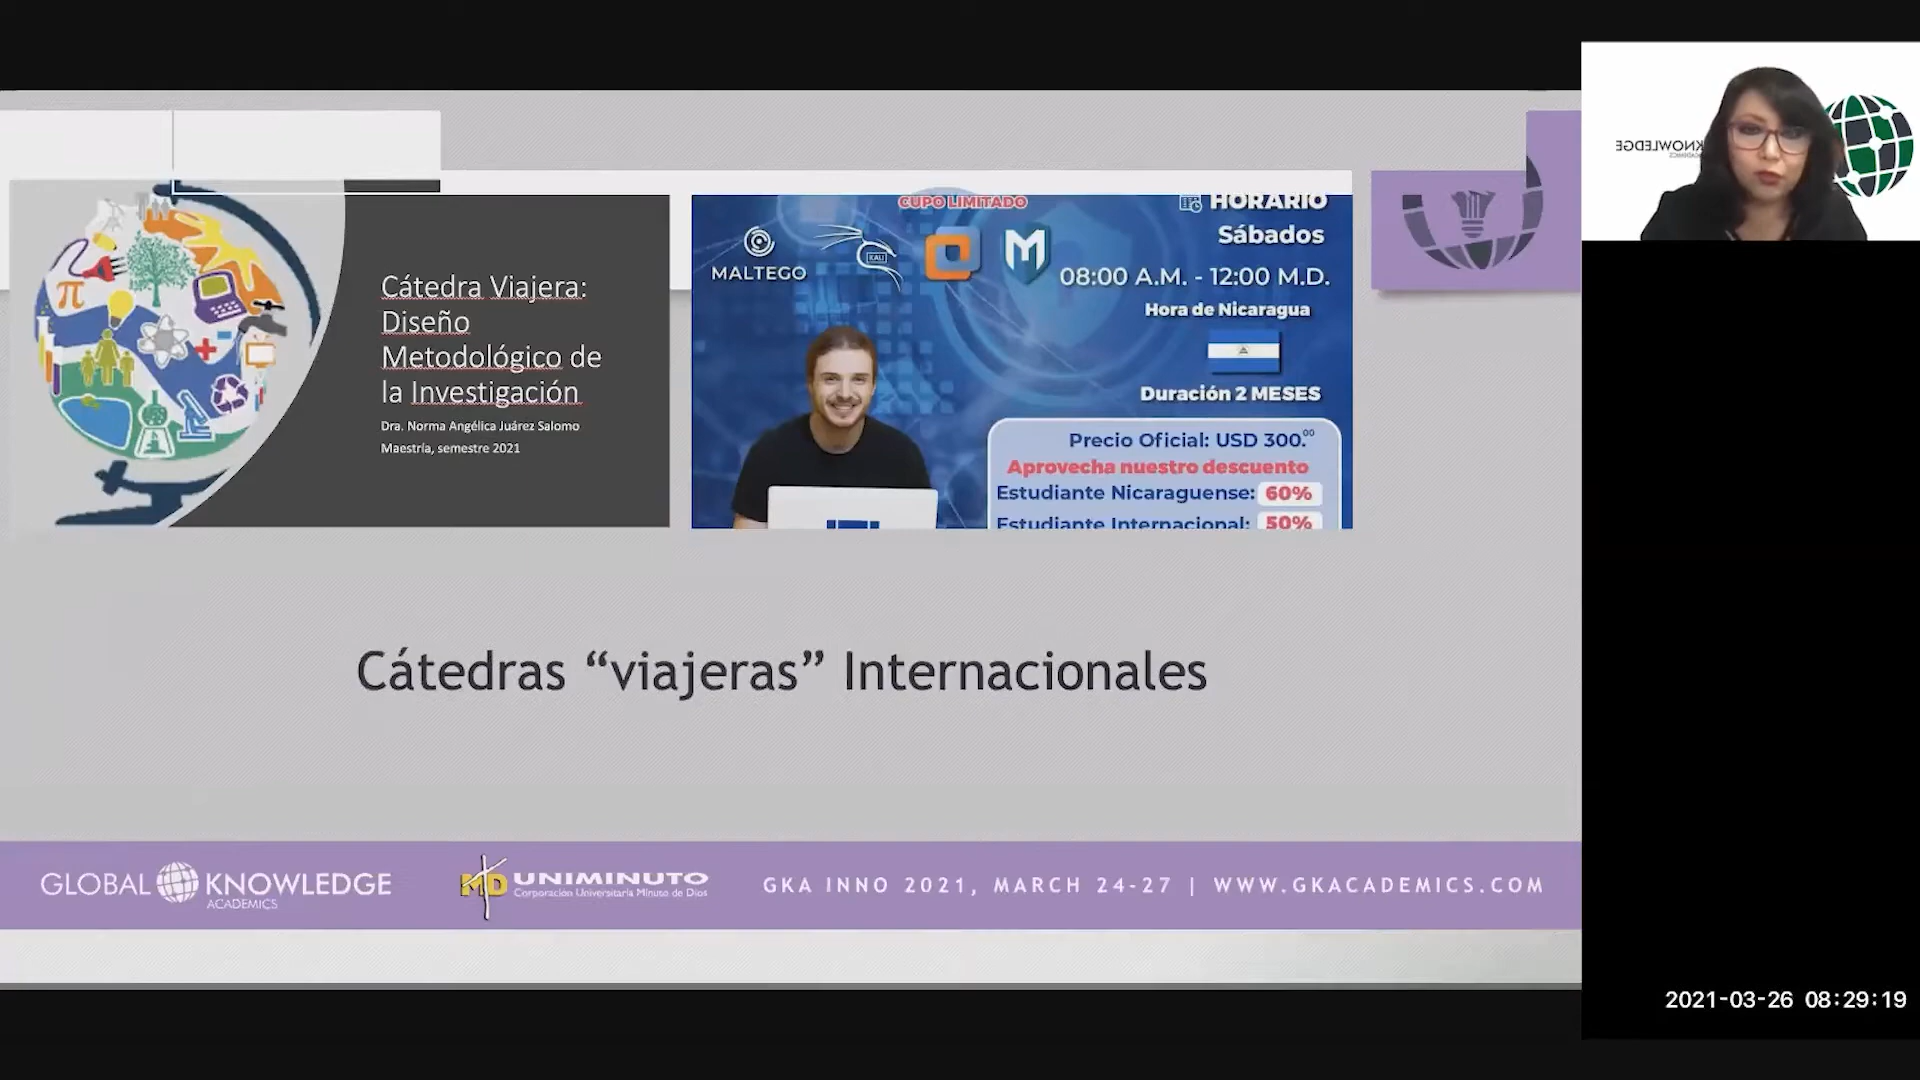 Cátedra Viajera:
Diseño
Metodológico de
la Investigación
Dra. Norma Angélica Juárez Salomo
Maestría, semestre 2021
CUPO LIMITADO
MALTEGO
KALI
HORARIO
Sábados
08:00 A.M. - 12:00 M.D.
Hora de Nicaragua
Duración 2 MESES
Precio Oficial: USD 300.00
Aprovecha nuestro descuento
Estudiante Nicaraguense: 60%
Estudiante Internacional: 50%
Cátedras “viajeras” Internacionales
GLOBAL KNOWLEDGE
ACADEMICS
MD UNIMINUTO
Corporación Universitaria Minuto de Dios
GKA INNO 2021, MARCH 24-27 | WWW.GKACADEMICS.COM
KNOWLEDGE
2021-03-26 08:29:19